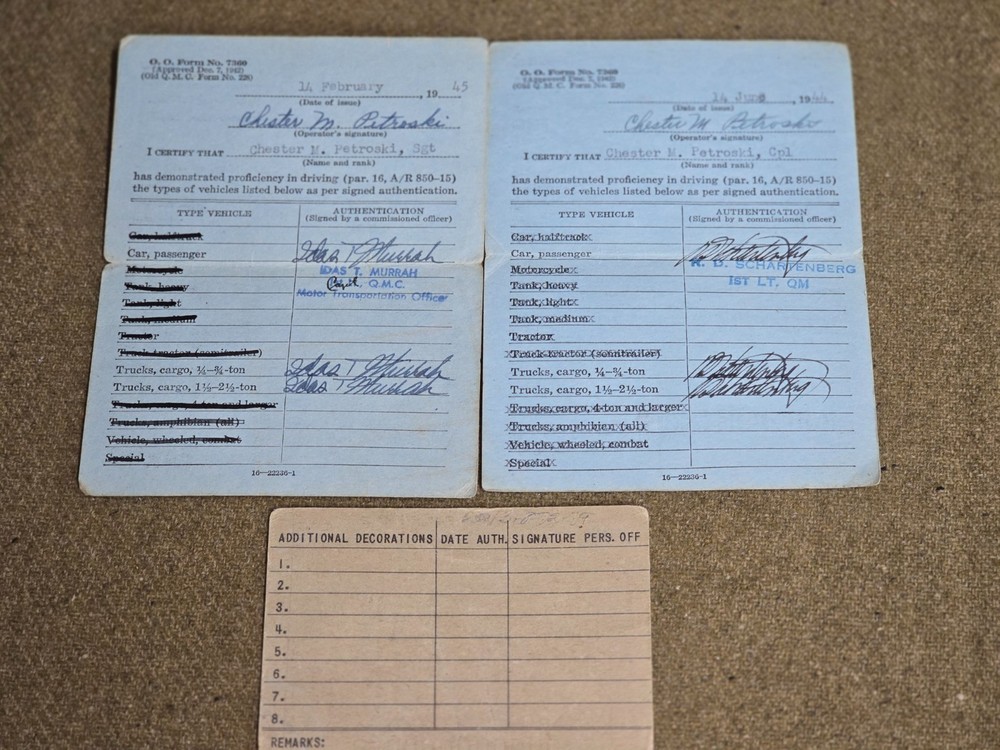 O. O. Form No. 7360
(Approved Dec. 7, 1942)
(Old Q. M. C. Form No. 228)
14 February, 1945
(Date of issue)
Chester M. Petroski
(Operator's signature)
I CERTIFY THAT Chester M. Petroski, Sgt
(Name and rank)
has demonstrated proficiency in driving (par. 16, A/R 850–15)
the types of vehicles listed below as per signed authentication.
TYPE VEHICLE AUTHENTICATION
(Signed by a commissioned officer)
Car, halftrack
Car, passenger Idas T. Murrah
Motorcycle IDAS T. MURRAH
Tank, heavy Capt. Q.M.C.
Tank, light Motor Transportation Officer
Tank, medium
Tractor
Truck-tractor (semitrailer)
Trucks, cargo, ¼–¾-ton Idas T Murrah
Trucks, cargo, 1½–2½-ton Idas T Murrah
Trucks, cargo, 4-ton and larger
Trucks, amphibian (all)
Vehicle, wheeled, combat
Special
16—22236-1
O. O. Form No. 7360
(Approved Dec. 7, 1942)
(Old Q. M. C. Form No. 228)
14 June, 1944
(Date of issue)
Chester M Petroski
(Operator's signature)
I CERTIFY THAT Chester M. Petroski, Cpl
(Name and rank)
has demonstrated proficiency in driving (par. 16, A/R 850–15)
the types of vehicles listed below as per signed authentication.
TYPE VEHICLE AUTHENTICATION
(Signed by a commissioned officer)
Car, halftrack
Car, passenger
Motorcycle R. D. SCHARTENBERG
Tank, heavy 1ST LT. QM
Tank, light
Tank, medium
Tractor
Truck-tractor (semitrailer)
Trucks, cargo, ¼–¾-ton
Trucks, cargo, 1½–2½-ton
Trucks, cargo, 4-ton and larger
Trucks, amphibian (all)
Vehicle, wheeled, combat
Special
16—22236-1
ADDITIONAL DECORATIONS DATE AUTH. SIGNATURE PERS. OFF
1.
2.
3.
4.
5.
6.
7.
8.
REMARKS: